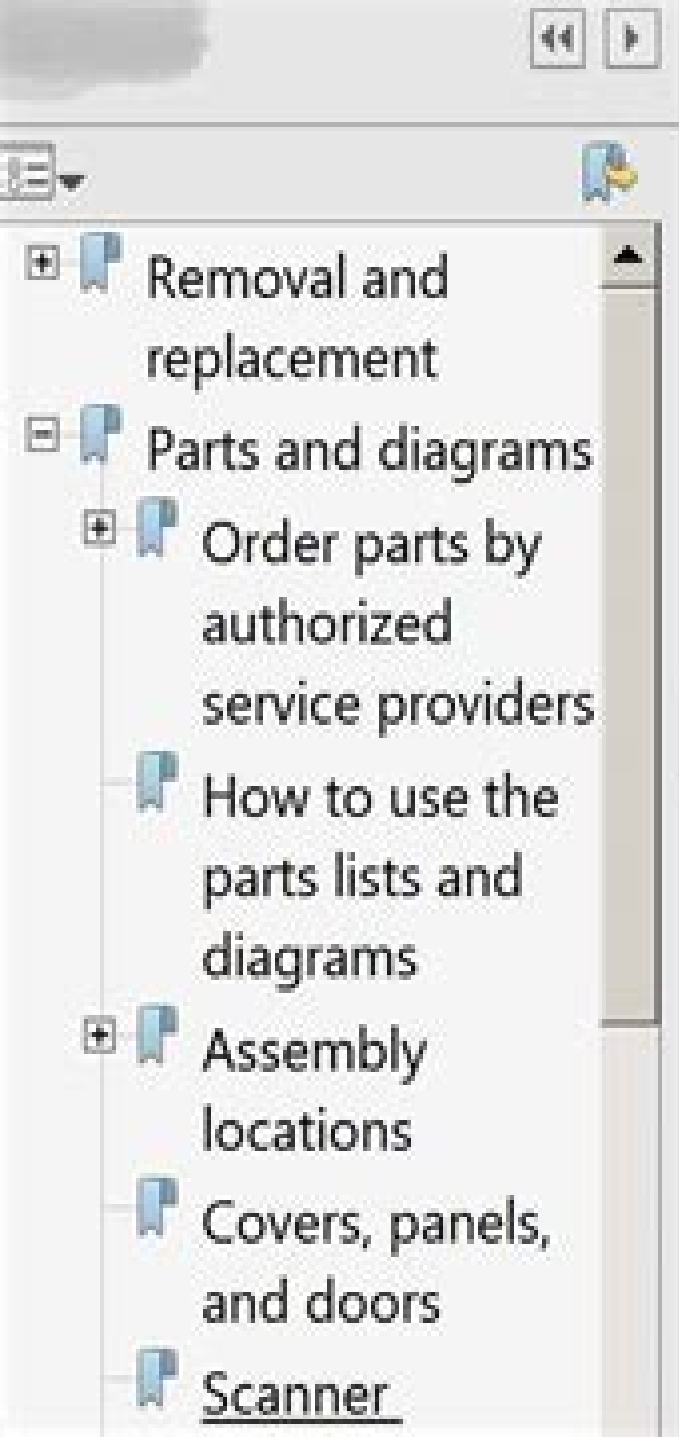 Removal and
replacement
Parts and diagrams
Order parts by
authorized
service providers
How to use the
parts lists and
diagrams
Assembly
locations
Covers, panels,
and doors
Scanner